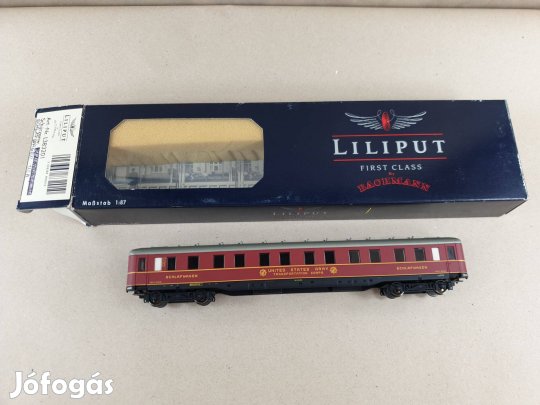 LILIPUT
FIRST CLASS
by
BACHMANN
LILIPUT
Maßstab 1:87
UNITED STATES ARMY
TRANSPORTATION CORPS
SCHLAFWAGEN
SCHLAFWAGEN
Jófogás